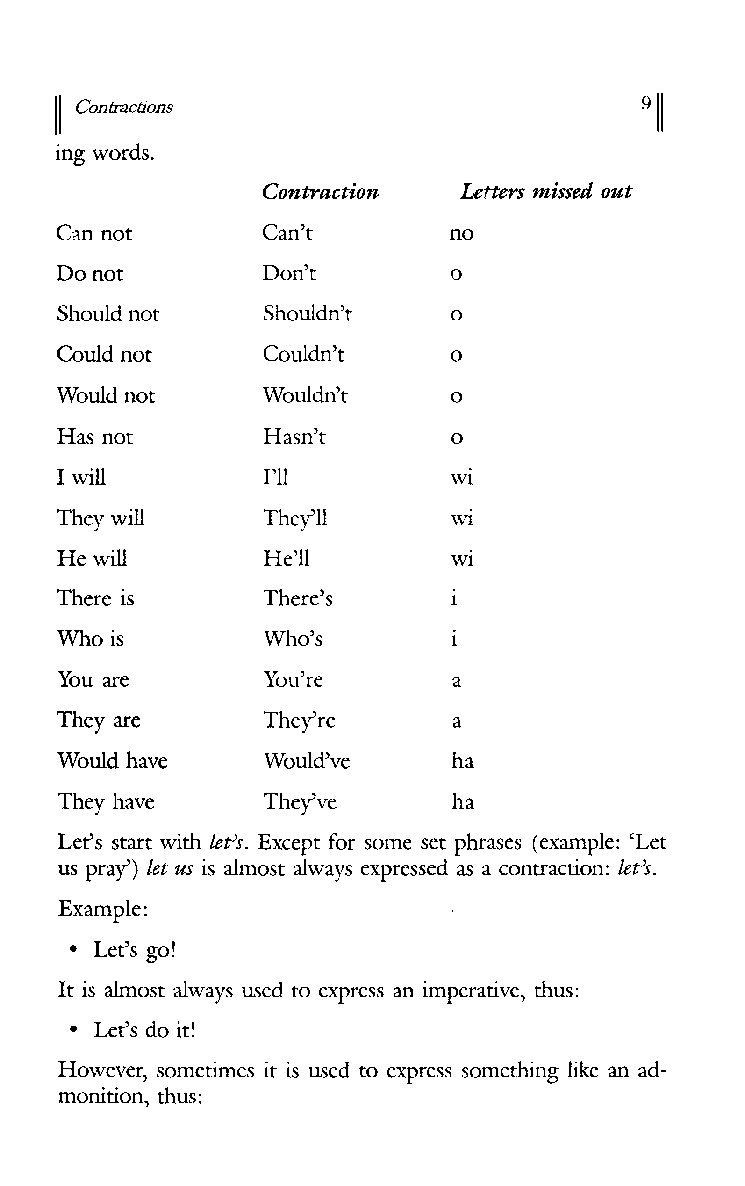 Contractions 9
ing words.
Contraction Letters missed out
Can not Can't no
Do not Don't o
Should not Shouldn't o
Could not Couldn't o
Would not Wouldn't o
Has not Hasn't o
I will I'll wi
They will They'll wi
He will He'll wi
There is There's i
Who is Who's i
You are You're a
They are They're a
Would have Would've ha
They have They've ha
Let's start with let's. Except for some set phrases (example: 'Let
us pray') let us is almost always expressed as a contraction: let's.
Example:
• Let's go!
It is almost always used to express an imperative, thus:
• Let's do it!
However, sometimes it is used to express something like an ad-
monition, thus: